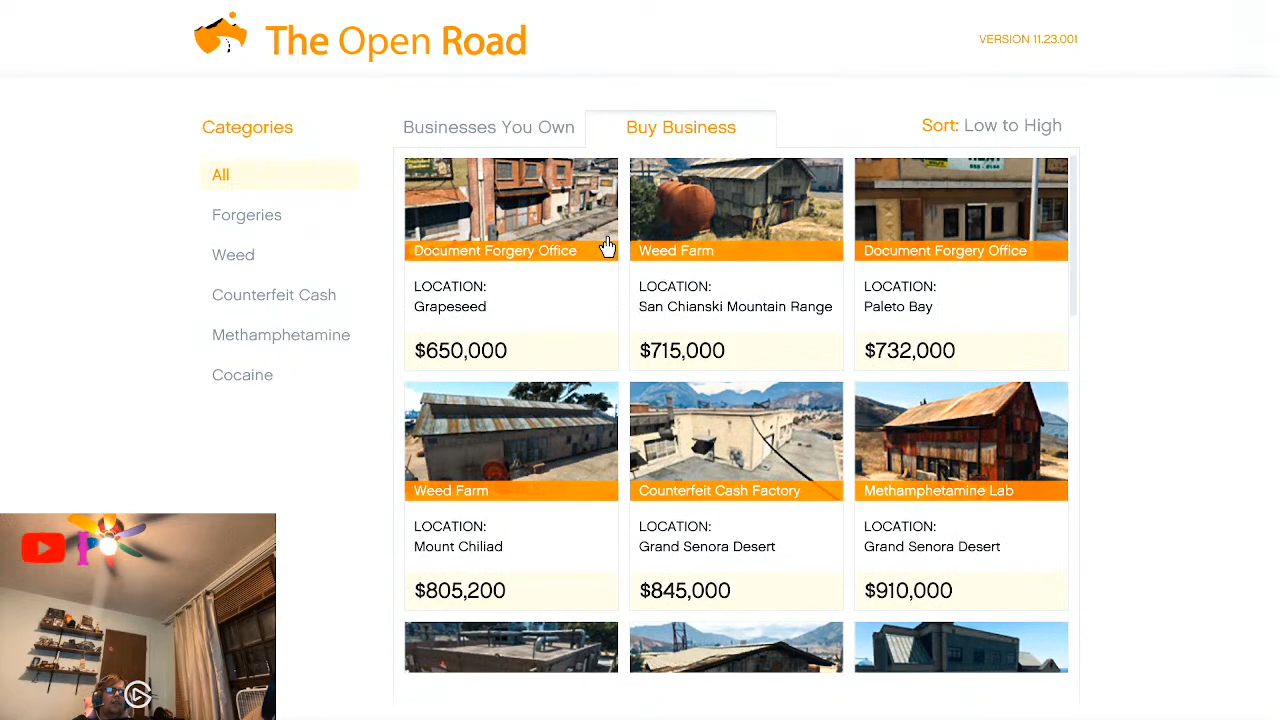 The Open Road
VERSION 11.23.001
Categories
Businesses You Own
Buy Business
Sort: Low to High
All
Forgeries
Weed
Counterfeit Cash
Methamphetamine
Cocaine
Document Forgery Office
LOCATION:
Grapeseed
$650,000
Weed Farm
LOCATION:
San Chianski Mountain Range
$715,000
Document Forgery Office
LOCATION:
Paleto Bay
$732,000
Weed Farm
LOCATION:
Mount Chiliad
$805,200
Counterfeit Cash Factory
LOCATION:
Grand Senora Desert
$845,000
Methamphetamine Lab
LOCATION:
Grand Senora Desert
$910,000